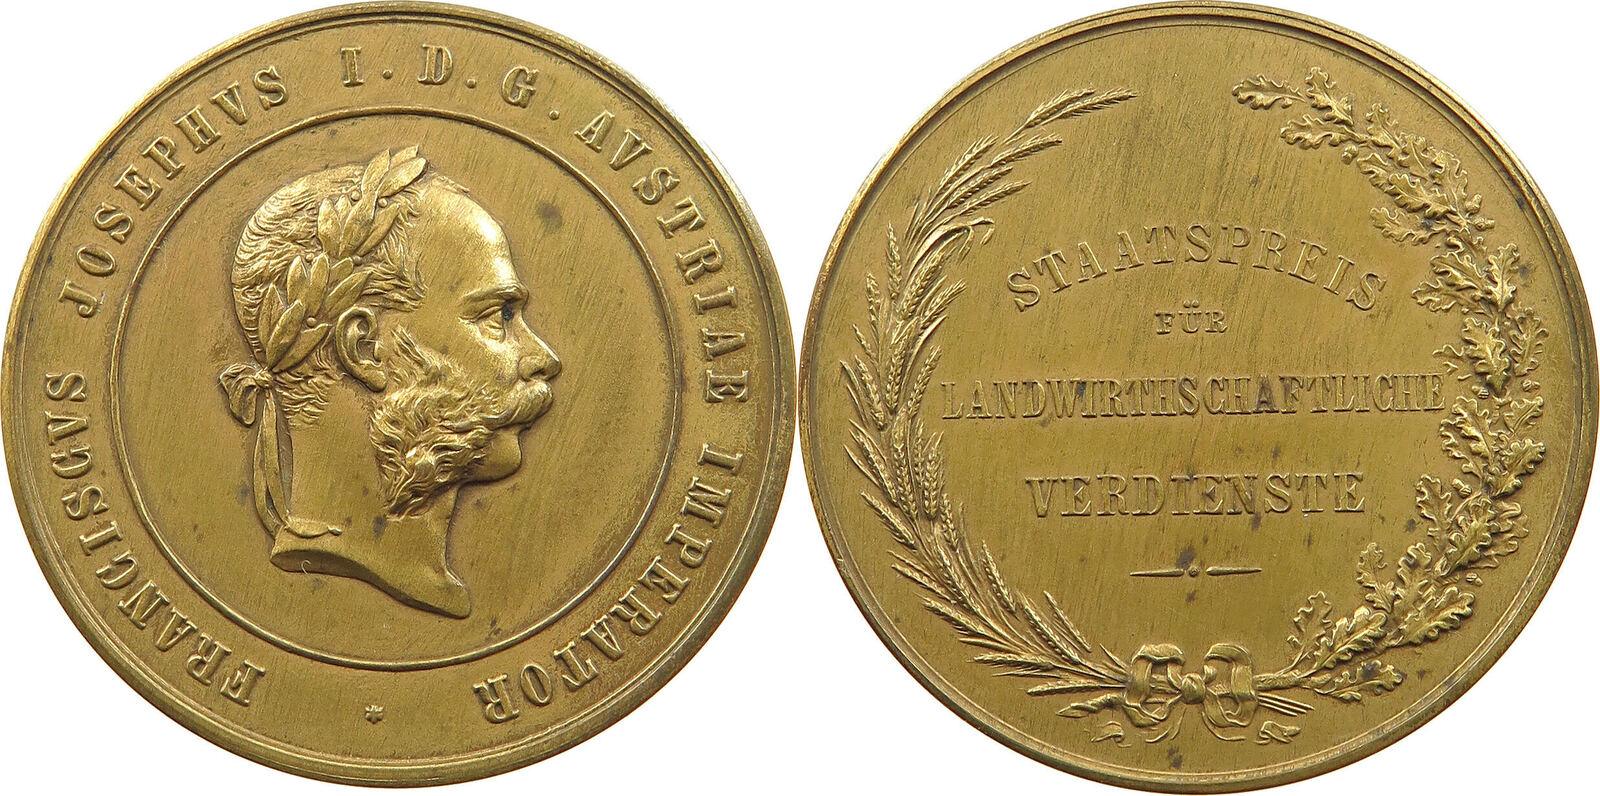 FRANCISCVS JOSEPHVS I. D. G. AVSTRIAE IMPERATOR *
STAATSPREIS
FÜR
LANDWIRTHSCHAFTLICHE
VERDIENSTE